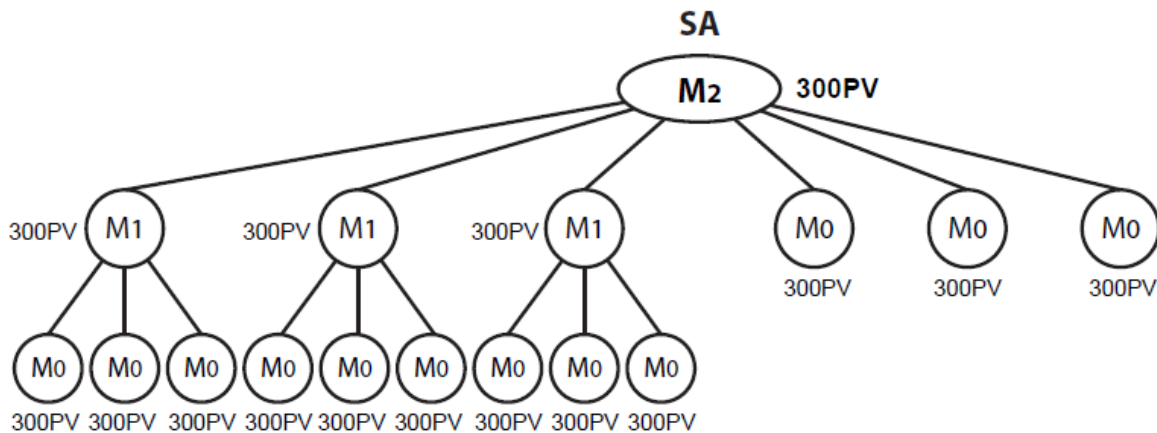 SA
M2 300PV
300PV M1 300PV M1 300PV M1 M0 M0 M0
300PV 300PV 300PV
M0 M0 M0 M0 M0 M0 M0 M0 M0
300PV 300PV 300PV 300PV 300PV 300PV 300PV 300PV 300PV